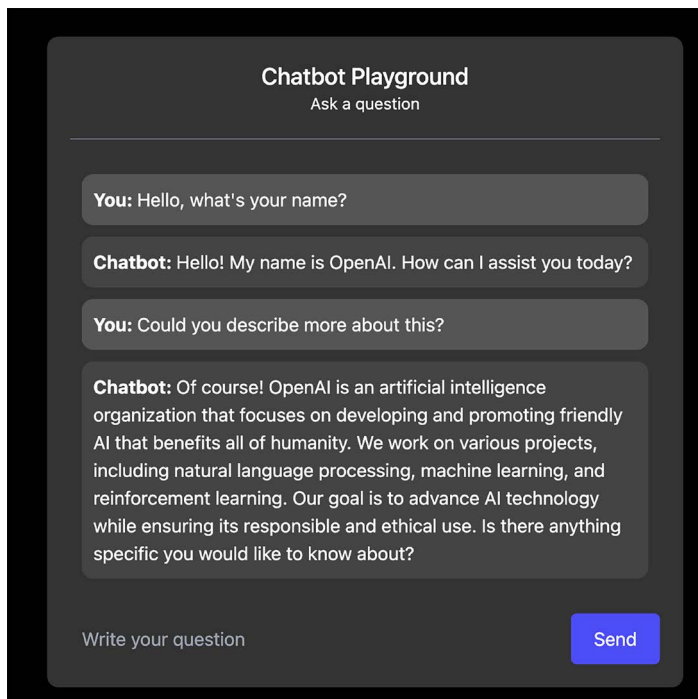 Chatbot Playground
Ask a question
You: Hello, what's your name?
Chatbot: Hello! My name is OpenAI. How can I assist you today?
You: Could you describe more about this?
Chatbot: Of course! OpenAI is an artificial intelligence
organization that focuses on developing and promoting friendly
AI that benefits all of humanity. We work on various projects,
including natural language processing, machine learning, and
reinforcement learning. Our goal is to advance AI technology
while ensuring its responsible and ethical use. Is there anything
specific you would like to know about?
Write your question
Send